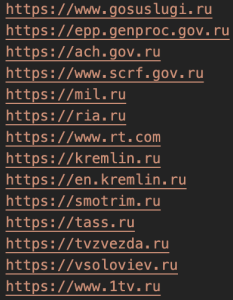 https://www.gosuslugi.ru
https://epp.genproc.gov.ru
https://ach.gov.ru
https://www.scrf.gov.ru
https://mil.ru
https://ria.ru
https://www.rt.com
https://kremlin.ru
https://en.kremlin.ru
https://smotrim.ru
https://tass.ru
https://tvzvezda.ru
https://vsoloviev.ru
https://www.1tv.ru